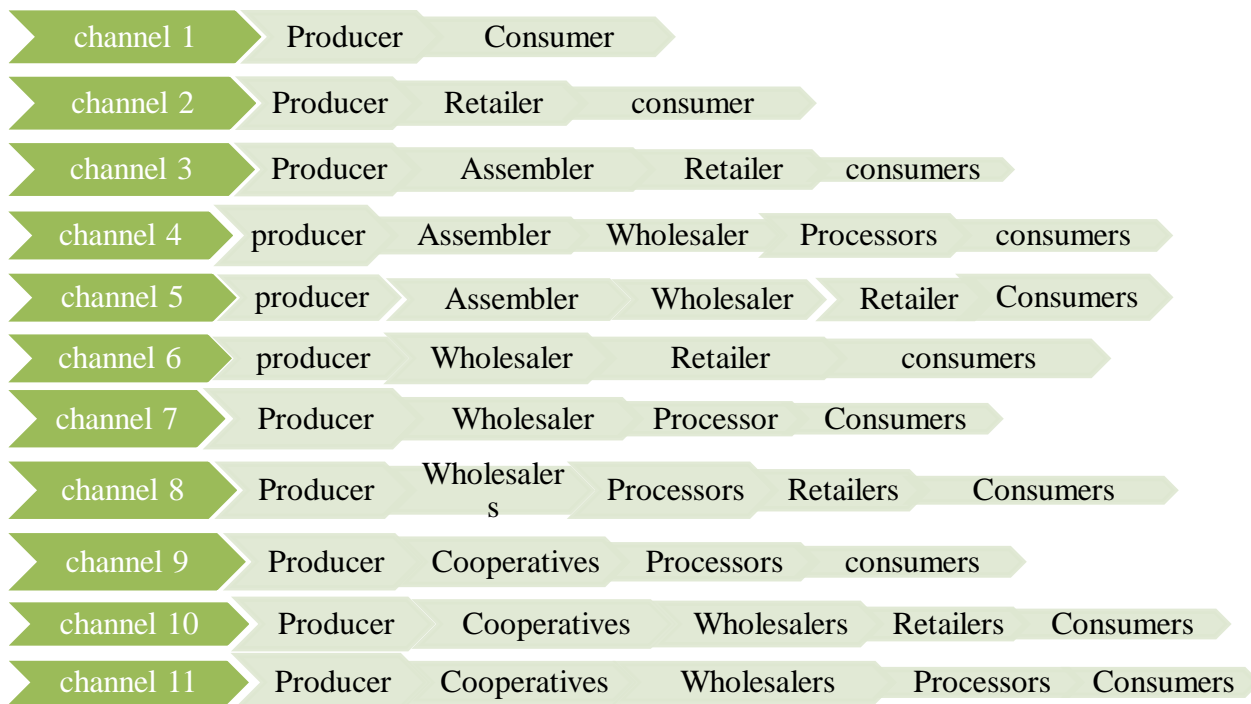 channel 1 Producer Consumer
channel 2 Producer Retailer consumer
channel 3 Producer Assembler Retailer consumers
channel 4 producer Assembler Wholesaler Processors consumers
channel 5 producer Assembler Wholesaler Retailer Consumers
channel 6 producer Wholesaler Retailer consumers
channel 7 Producer Wholesaler Processor Consumers
channel 8 Producer Wholesaler
s Processors Retailers Consumers
channel 9 Producer Cooperatives Processors consumers
channel 10 Producer Cooperatives Wholesalers Retailers Consumers
channel 11 Producer Cooperatives Wholesalers Processors Consumers